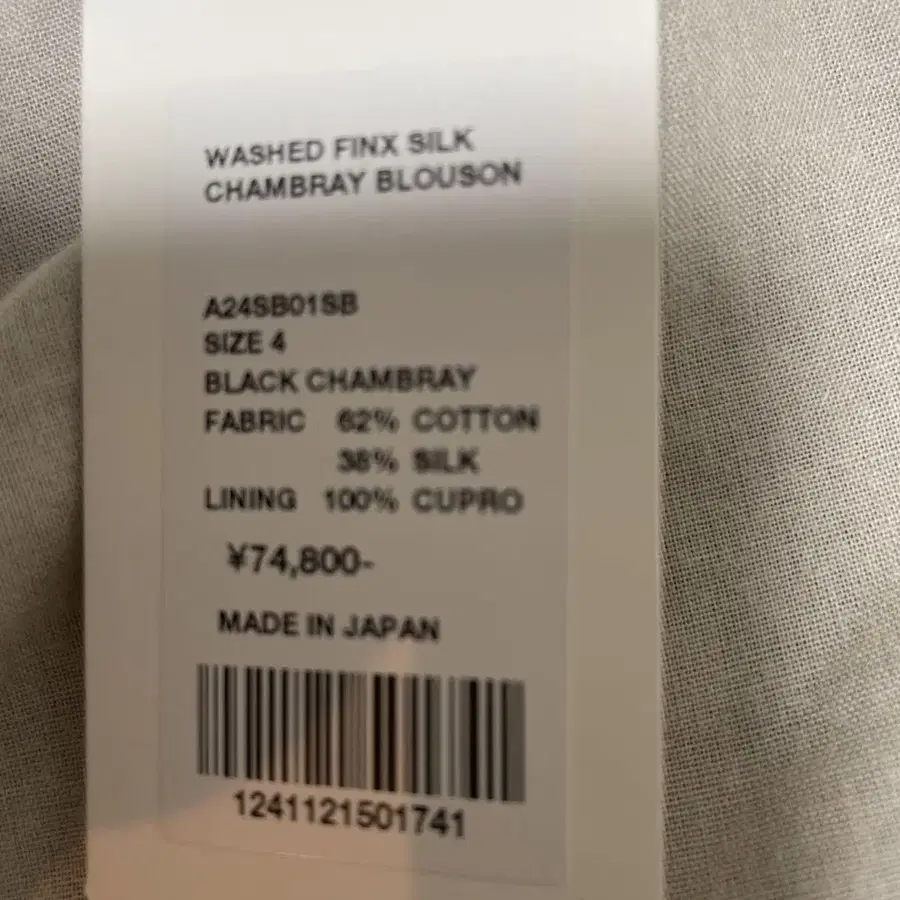 WASHED FINX SILK
CHAMBRAY BLOUSON
A24SB01SB
SIZE 4
BLACK CHAMBRAY
FABRIC 62% COTTON
38% SILK
LINING 100% CUPRO
¥74,800-
MADE IN JAPAN
1241121501741